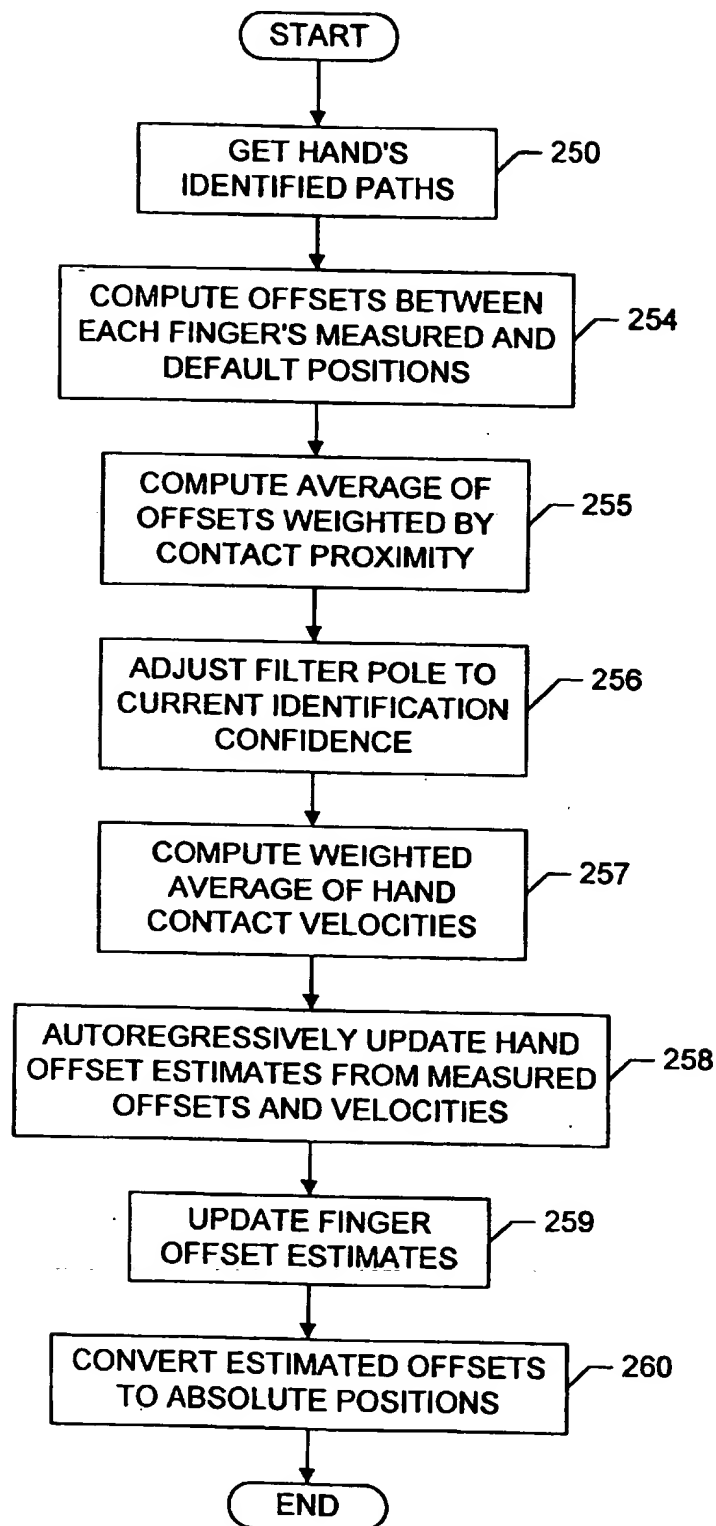 START
GET HAND'S
IDENTIFIED PATHS
250
COMPUTE OFFSETS BETWEEN
EACH FINGER'S MEASURED AND
DEFAULT POSITIONS
254
COMPUTE AVERAGE OF
OFFSETS WEIGHTED BY
CONTACT PROXIMITY
255
ADJUST FILTER POLE TO
CURRENT IDENTIFICATION
CONFIDENCE
256
COMPUTE WEIGHTED
AVERAGE OF HAND
CONTACT VELOCITIES
257
AUTOREGRESSIVELY UPDATE HAND
OFFSET ESTIMATES FROM MEASURED
OFFSETS AND VELOCITIES
258
UPDATE FINGER
OFFSET ESTIMATES
259
CONVERT ESTIMATED OFFSETS
TO ABSOLUTE POSITIONS
260
END